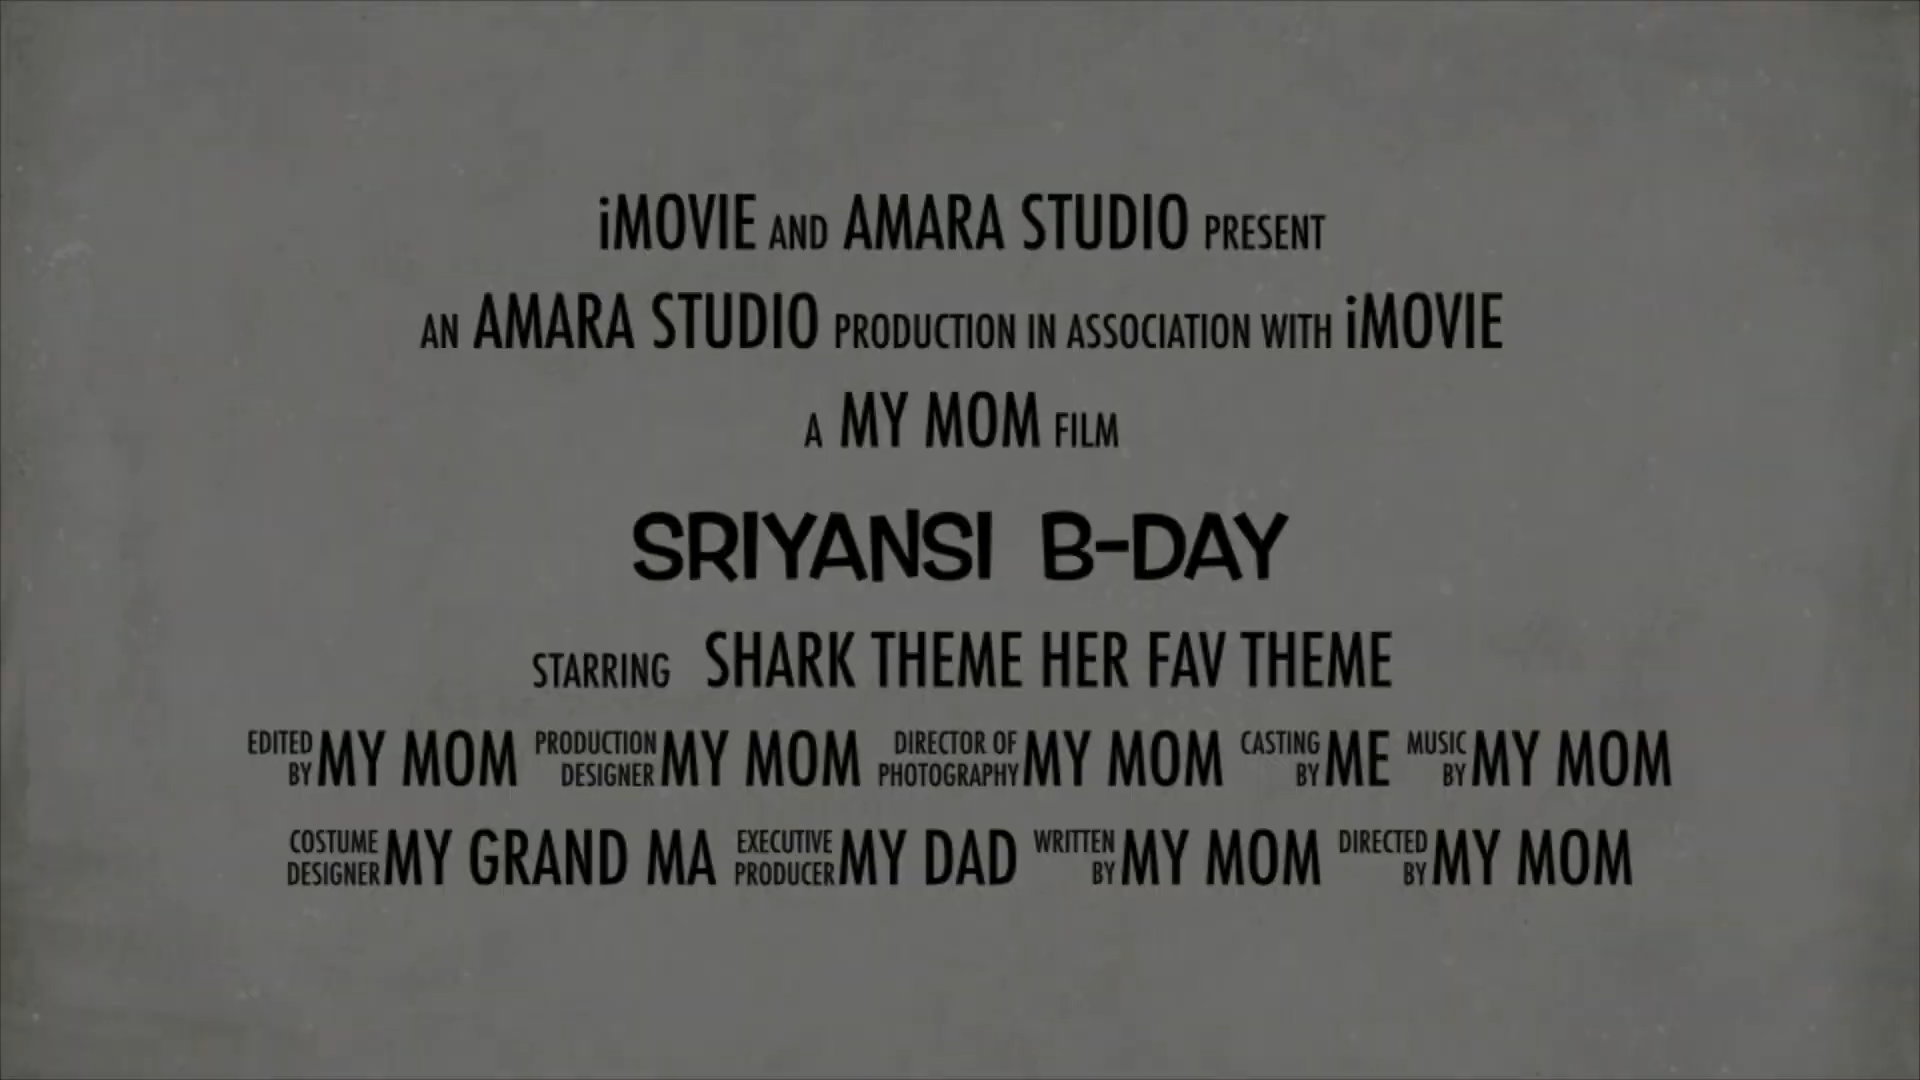 iMOVIE AND AMARA STUDIO PRESENT
AN AMARA STUDIO PRODUCTION IN ASSOCIATION WITH iMOVIE
A MY MOM FILM
SRIYANSI B-DAY
STARRING SHARK THEME HER FAV THEME
EDITED BY MY MOM PRODUCTION DESIGNER MY MOM DIRECTOR OF PHOTOGRAPHY MY MOM CASTING BY ME MUSIC BY MY MOM
COSTUME DESIGNER MY GRAND MA EXECUTIVE PRODUCER MY DAD WRITTEN BY MY MOM DIRECTED BY MY MOM